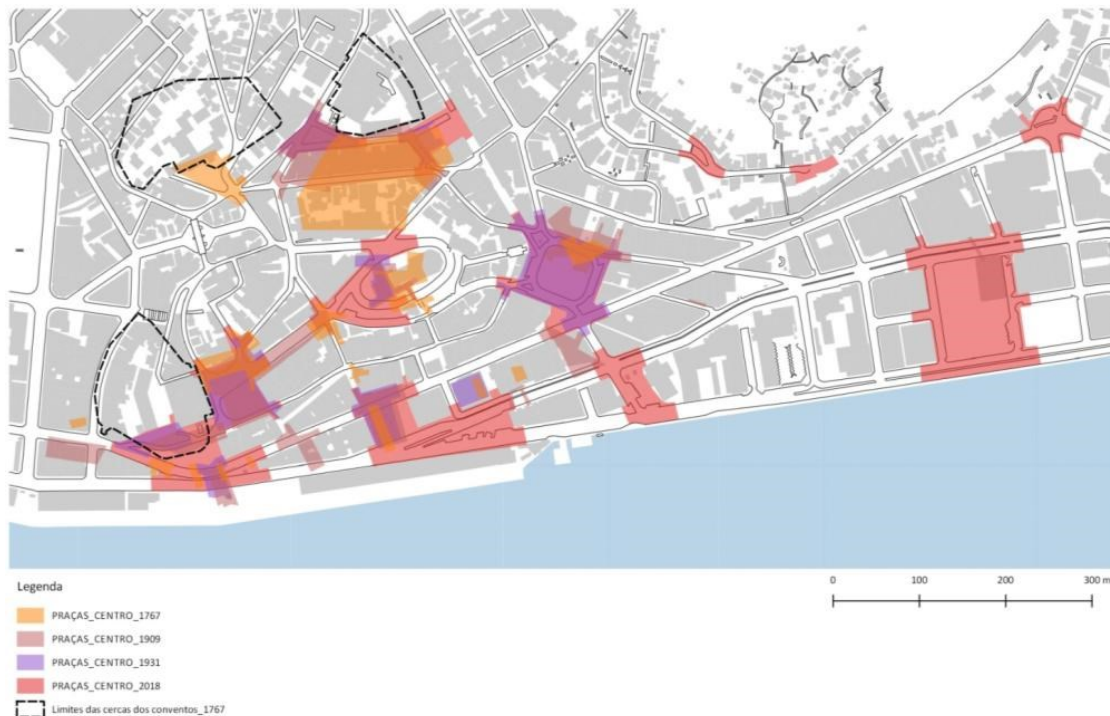 Legenda
PRAÇAS_CENTRO_1767
PRAÇAS_CENTRO_1909
PRAÇAS_CENTRO_1931
PRAÇAS_CENTRO_2018
Limites das cercas dos conventos_1767
0 100 200 300 m